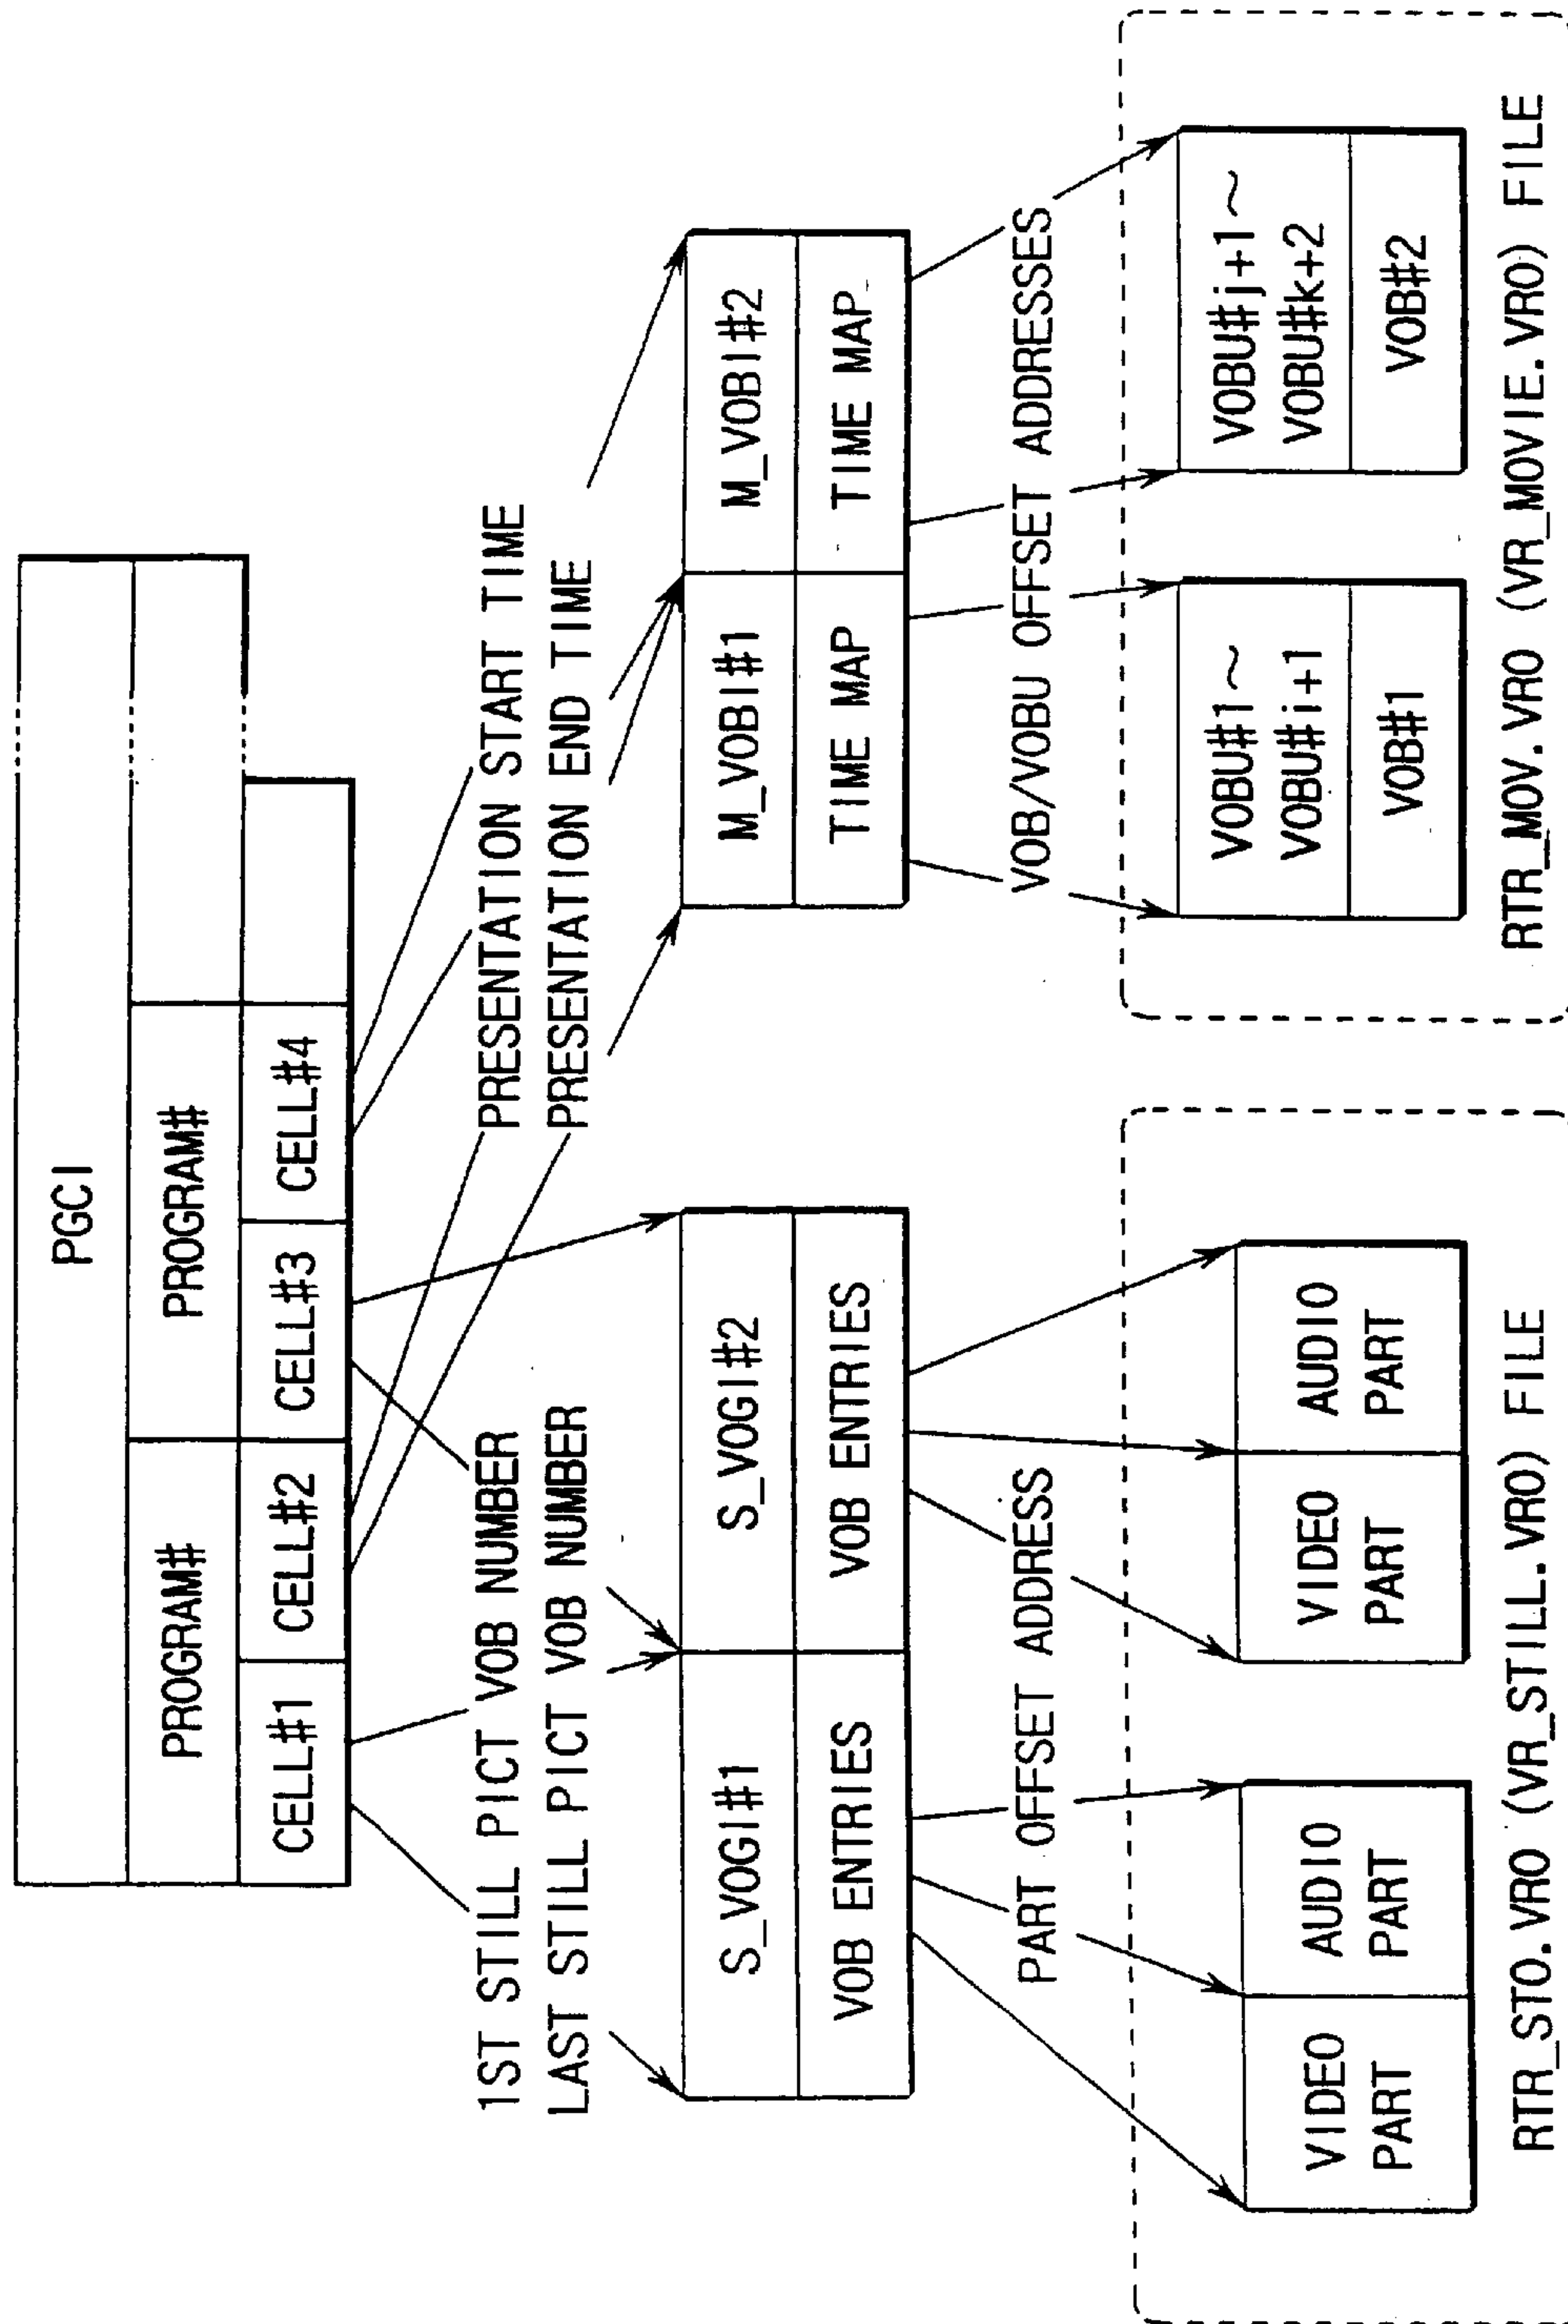 PGCI
PROGRAM#
PROGRAM#
CELL#1
CELL#2
CELL#3
CELL#4
1ST STILL PICT VOB NUMBER
LAST STILL PICT VOB NUMBER
PRESENTATION START TIME
PRESENTATION END TIME
S_VOGI#1
S_VOGI#2
VOB ENTRIES
VOB ENTRIES
M_VOBI#1
M_VOBI#2
TIME MAP
TIME MAP
PART OFFSET ADDRESS
VOB/VOBU OFFSET ADDRESSES
VIDEO
PART
AUDIO
PART
VIDEO
PART
AUDIO
PART
VOBU#1~
VOBU#i+1
VOB#1
VOBU#j+1~
VOBU#k+2
VOB#2
RTR_STO.VRO (VR_STILL.VRO) FILE
RTR_MOV.VRO (VR_MOVIE.VRO) FILE